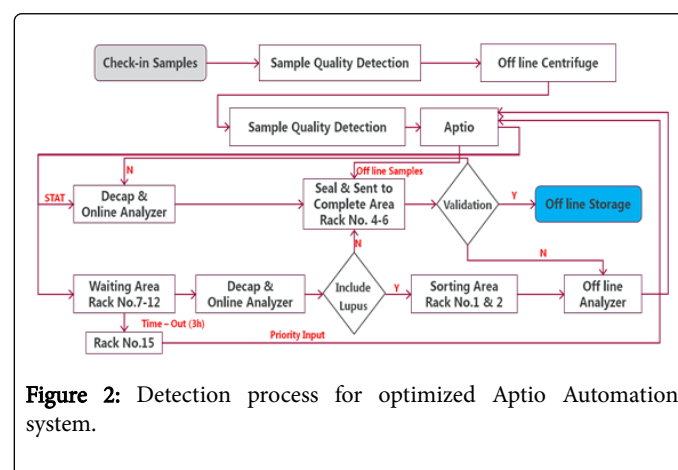 Check-in Samples
Sample Quality Detection
Off line Centrifuge
Sample Quality Detection
Aptio
N
Off line Samples
STAT
Decap &
Online Analyzer
Seal & Sent to
Complete Area
Rack No. 4-6
Validation
Y
Off line Storage
N
N
Waiting Area
Rack No.7-12
Decap &
Online Analyzer
Include
Lupus
Y
Sorting Area
Rack No.1 & 2
Off line
Analyzer
Time – Out (3h)
Priority Input
Rack No.15
Figure 2: Detection process for optimized Aptio Automation
system.